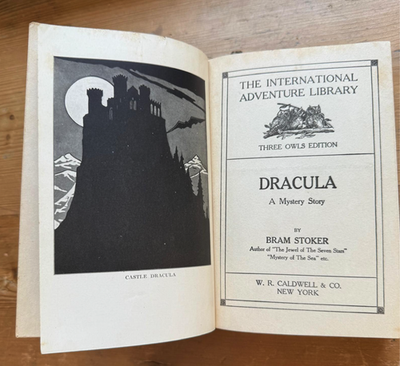 CASTLE DRACULA
THE INTERNATIONAL
ADVENTURE LIBRARY
THREE OWLS EDITION
DRACULA
A Mystery Story
BY
BRAM STOKER
Author of "The Jewel of The Seven Stars"
"Mystery of The Sea" etc.
W. R. CALDWELL & CO.
NEW YORK